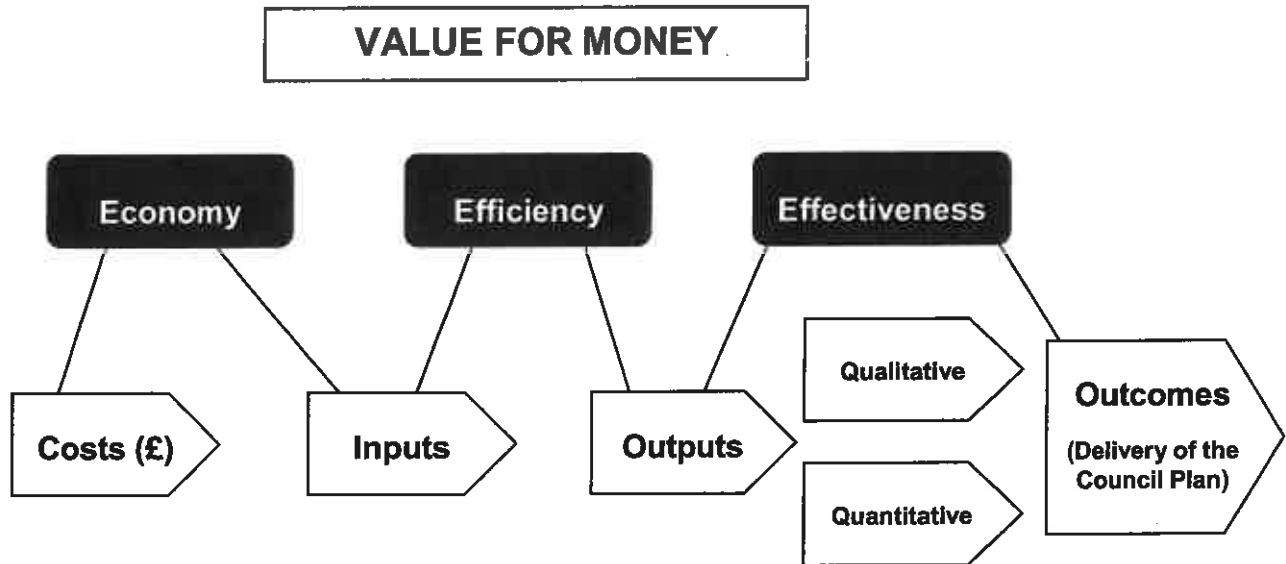 VALUE FOR MONEY
Economy
Efficiency
Effectiveness
Costs (£)
Inputs
Outputs
Qualitative
Quantitative
Outcomes
(Delivery of the
Council Plan)